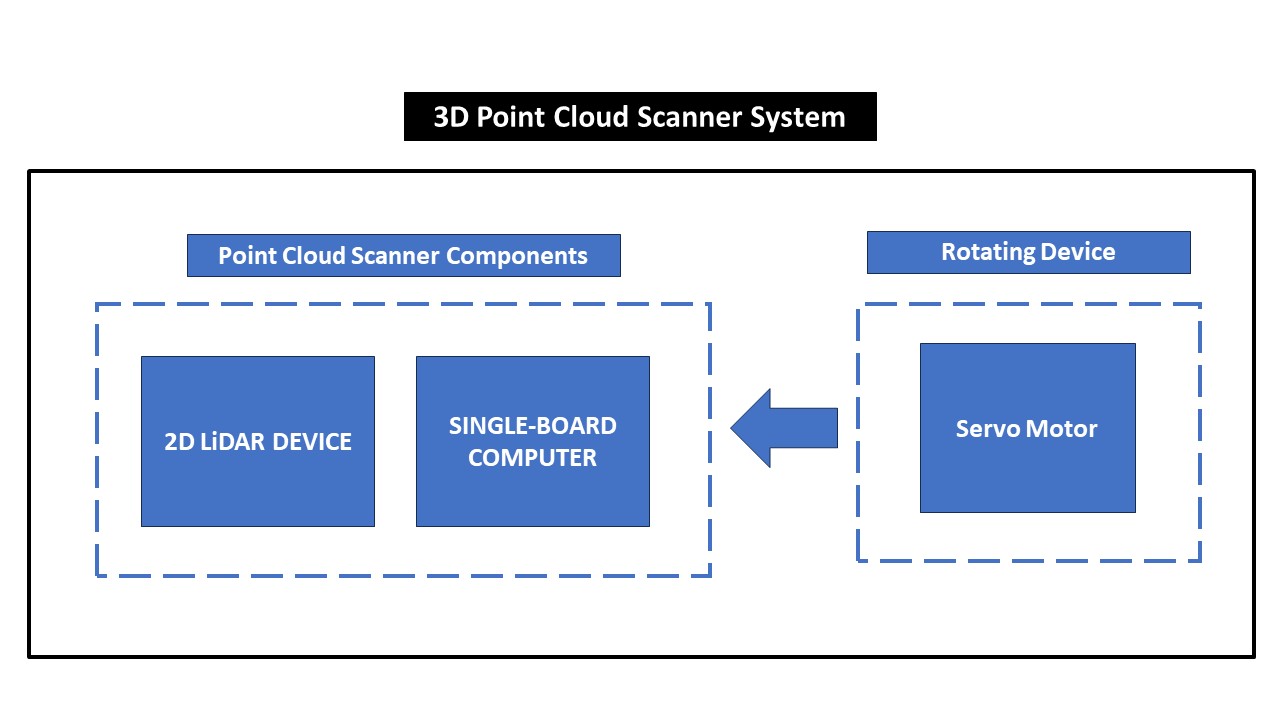 3D Point Cloud Scanner System
Point Cloud Scanner Components
Rotating Device
2D LiDAR DEVICE
SINGLE-BOARD
COMPUTER
Servo Motor